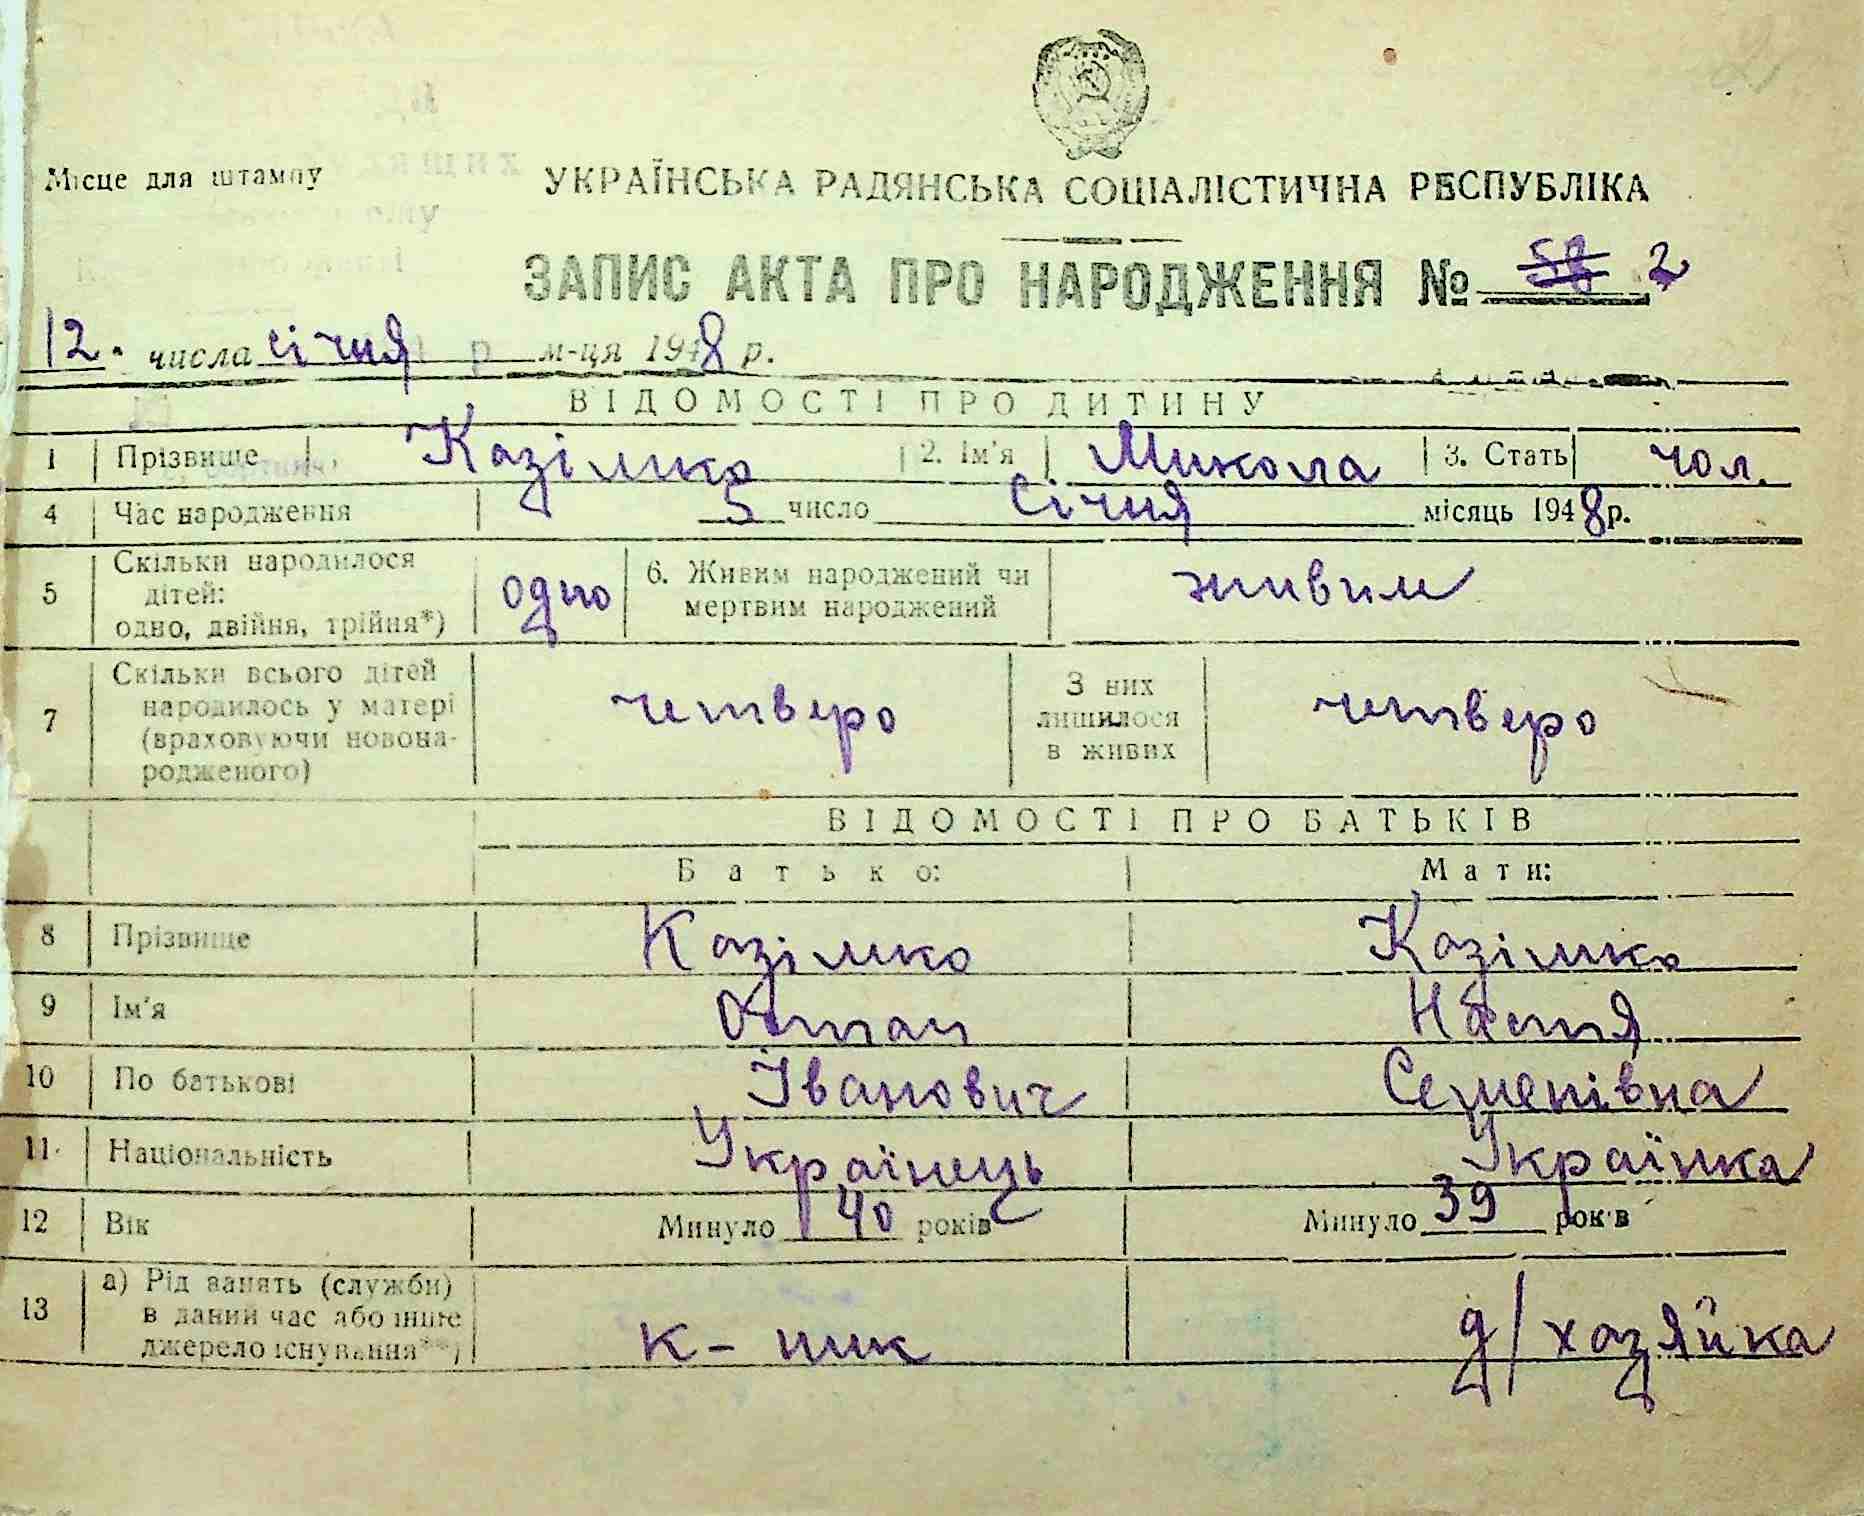 Місце для штампу
УКРАЇНСЬКА РАДЯНСЬКА СОЦІАЛІСТИЧНА РЕСПУБЛІКА
ЗАПИС АКТА ПРО НАРОДЖЕННЯ № 2
12. числа січня м-ця 1948 р.
ВІДОМОСТІ ПРО ДИТИНУ
1 Прізвище Казімко 2. Ім'я Микола 3. Стать чол.
4 Час народження 5 число Січня місяць 1948 р.
5 Скільки народилося дітей: одно, двійня, трійня*) одно 6. Живим народжений чи мертвим народжений живим
7 Скільки всього дітей народилось у матері (враховуючи новонародженого) четверо З них лишилося в живих четверо
ВІДОМОСТІ ПРО БАТЬКІВ
Батько: Мати:
8 Прізвище Казімко Казімко
9 Ім'я Остап Настя
10 По батькові Іванович Семенівна
11 Національність Українець Українка
12 Вік Минуло 40 років Минуло 39 років
13 а) Рід занять (служби) в даний час або інше джерело існування**) к-ник д/хазяйка